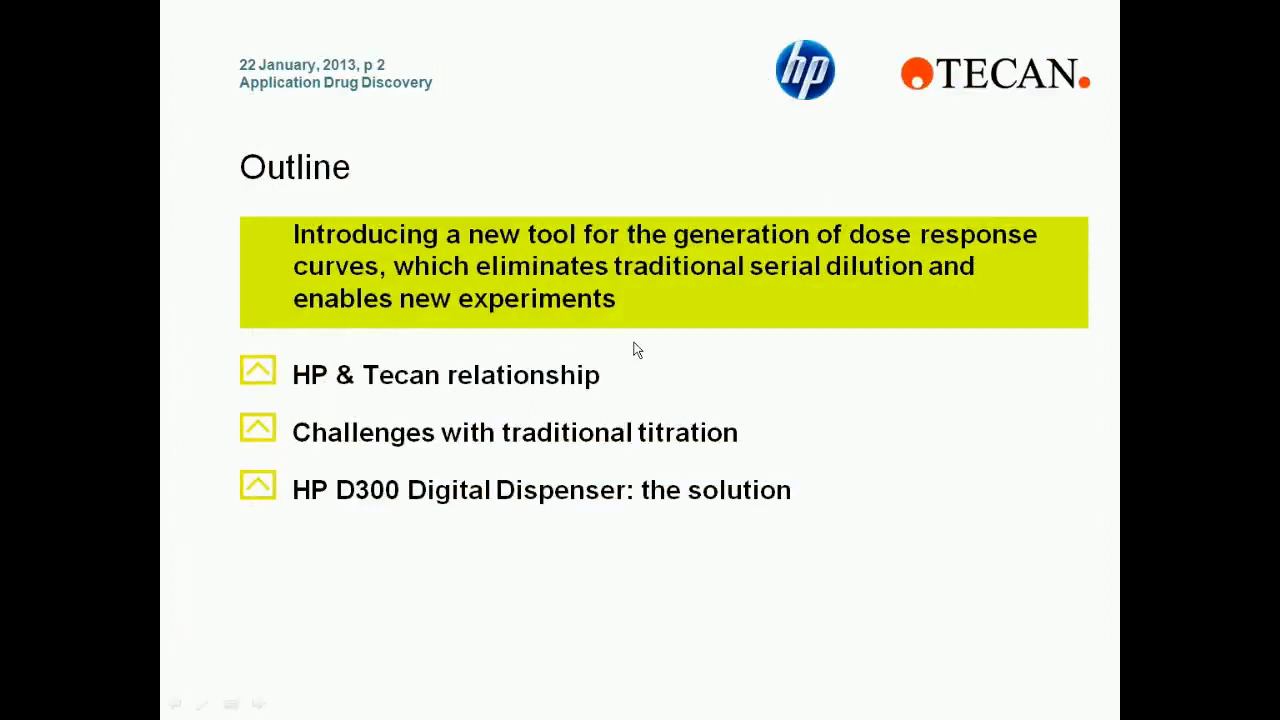 22 January, 2013, p 2
Application Drug Discovery
hp
TECAN.
Outline
Introducing a new tool for the generation of dose response
curves, which eliminates traditional serial dilution and
enables new experiments
HP & Tecan relationship
Challenges with traditional titration
HP D300 Digital Dispenser: the solution